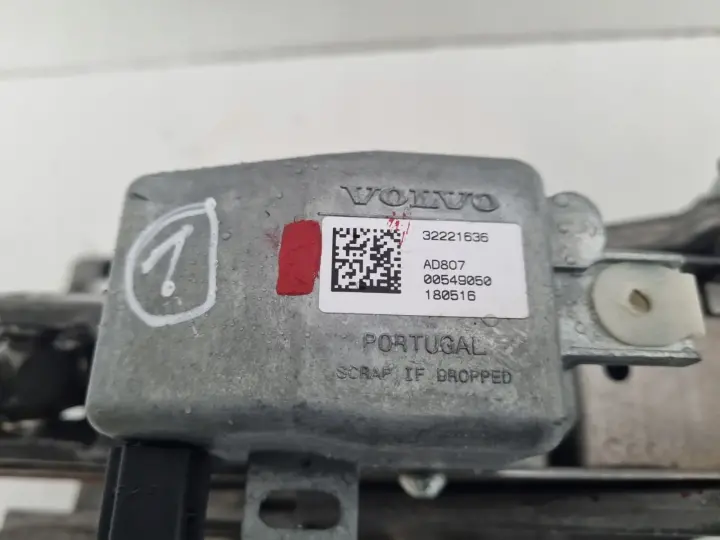 1
VOLVO
32221636
AD807
00549050
180516
PORTUGAL
SCRAP IF DROPPED